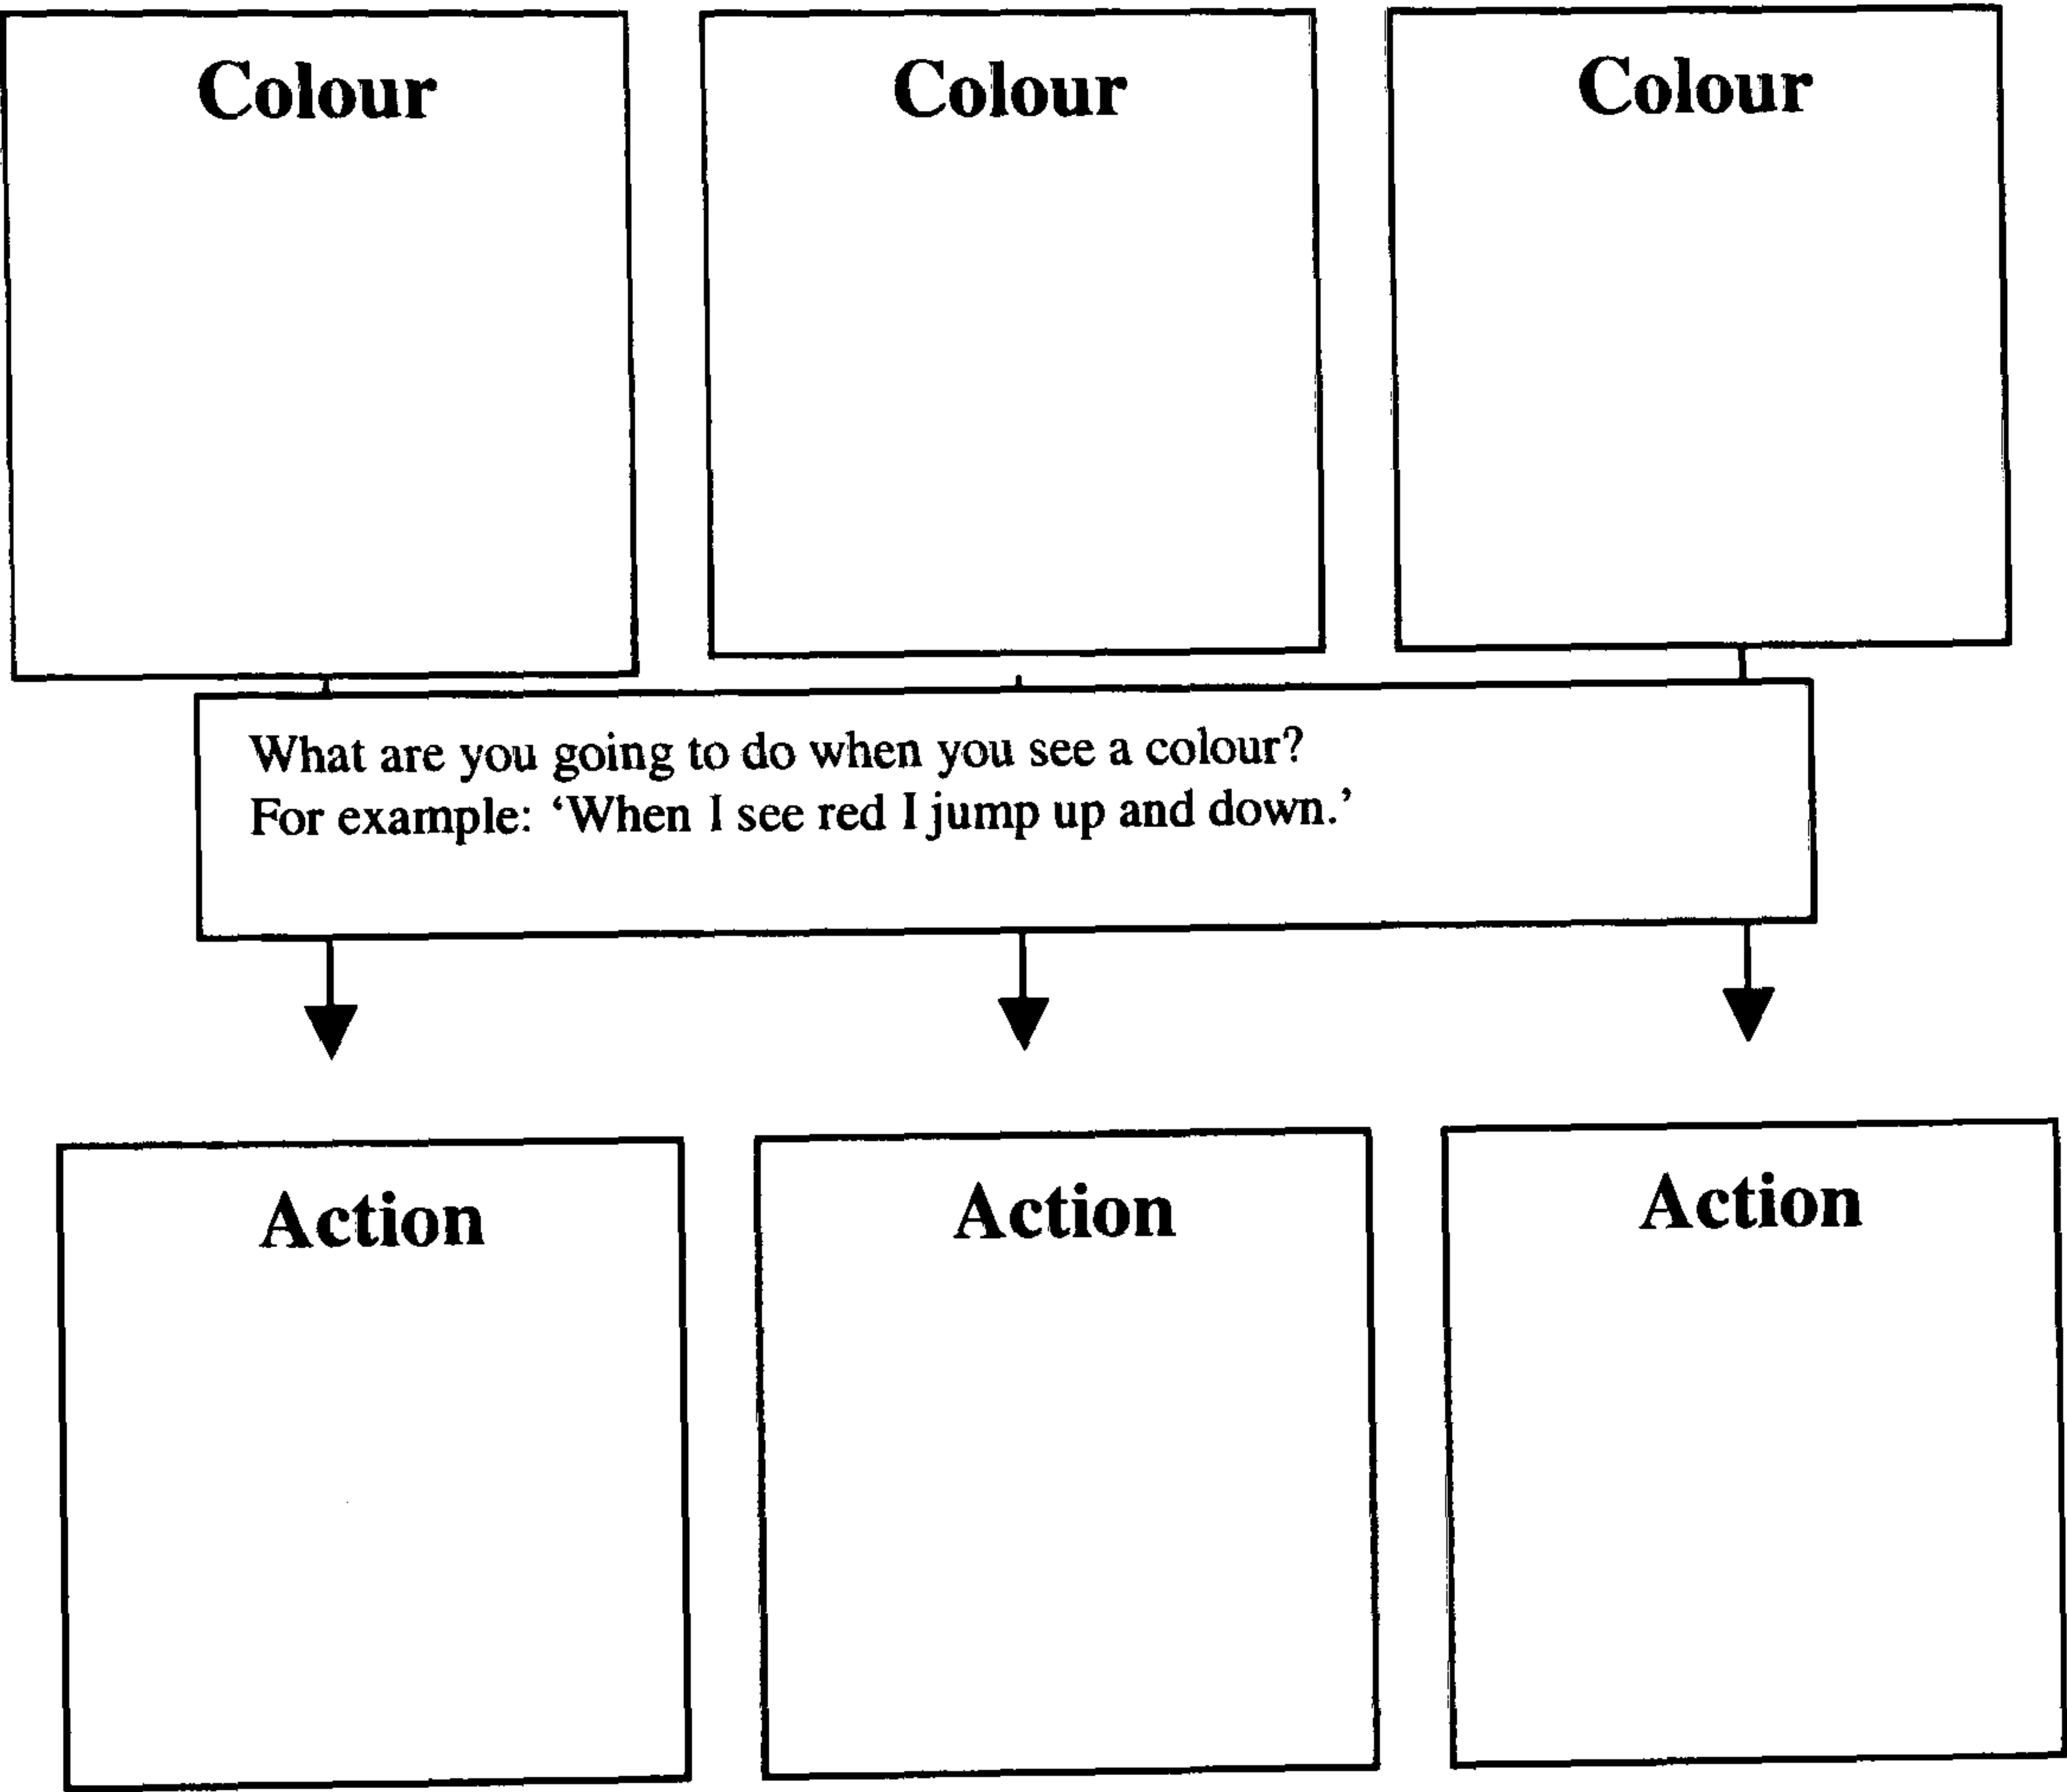 Colour
Colour
Colour
What are you going to do when you see a colour?
For example: ‘When I see red I jump up and down.’
Action
Action
Action